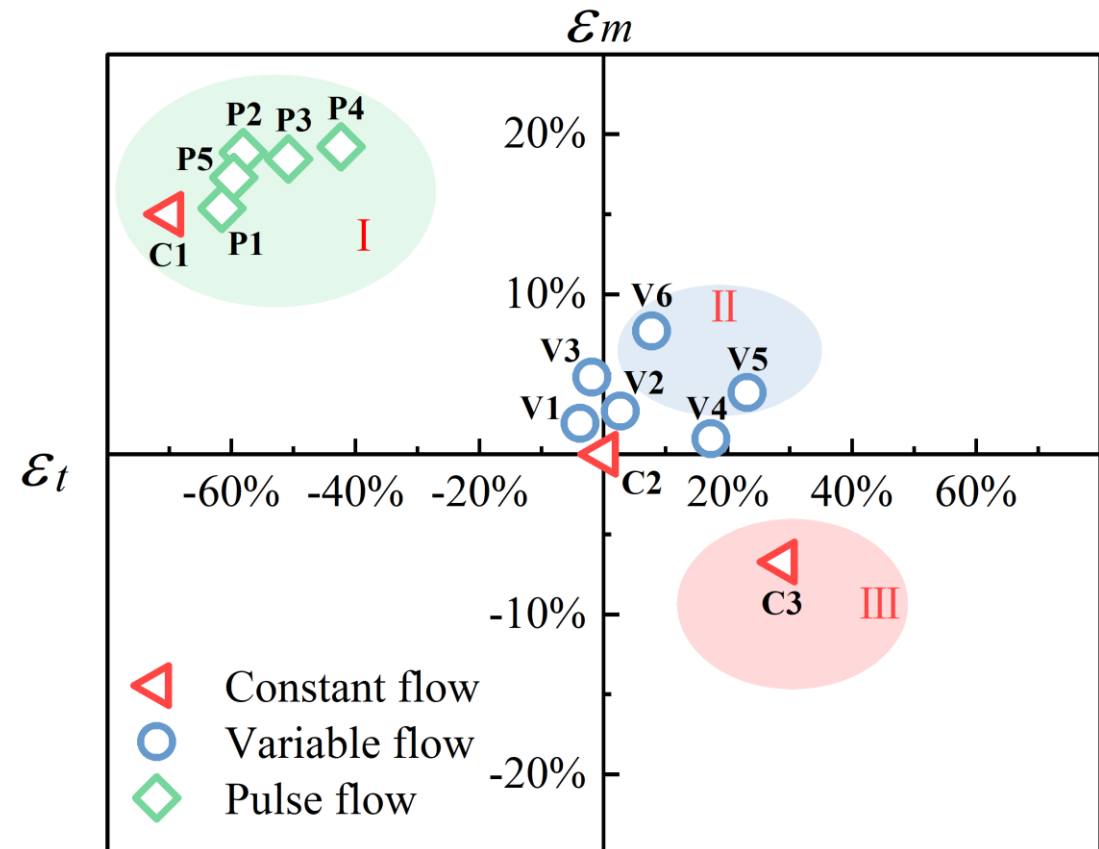 εm
20%
P2 P3 P4
P5
C1 P1 I
10%
V6 II
V3 V5
V2
V1 V4
εt
-60% -40% -20% C2 20% 40% 60%
C3 III
-10%
Constant flow
Variable flow
-20%
Pulse flow